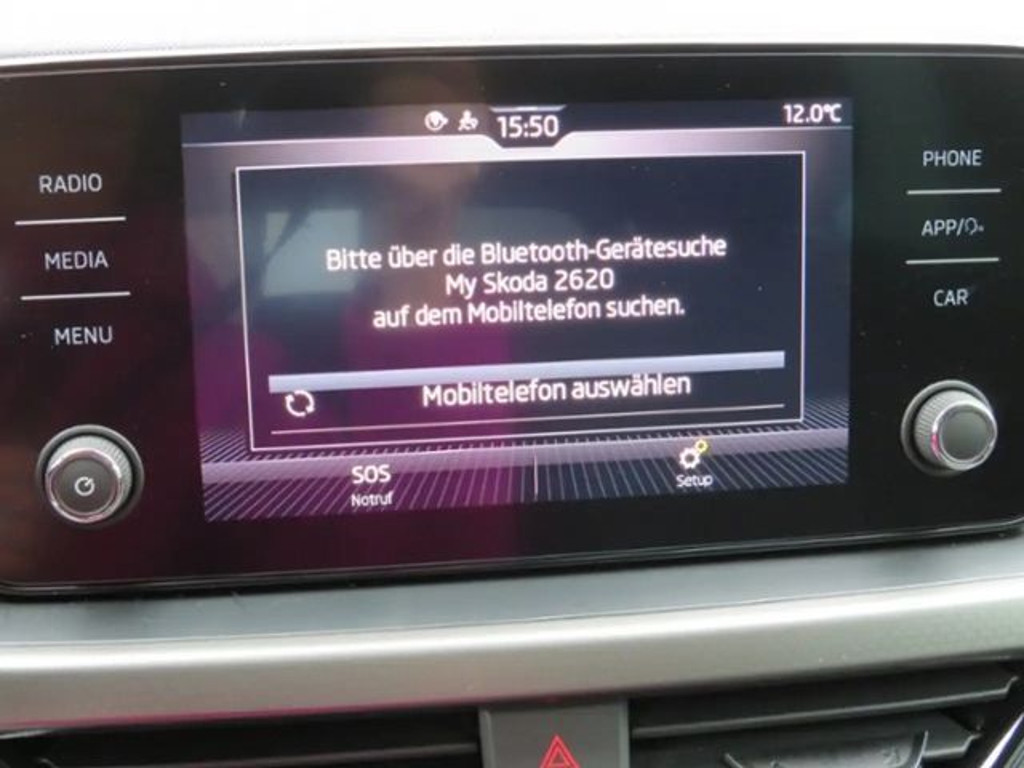 15:50
12.0°C
RADIO
MEDIA
MENU
Bitte über die Bluetooth-Gerätesuche
My Skoda 2620
auf dem Mobiltelefon suchen.
Mobiltelefon auswählen
SOS
Notruf
Setup
PHONE
APP/
CAR